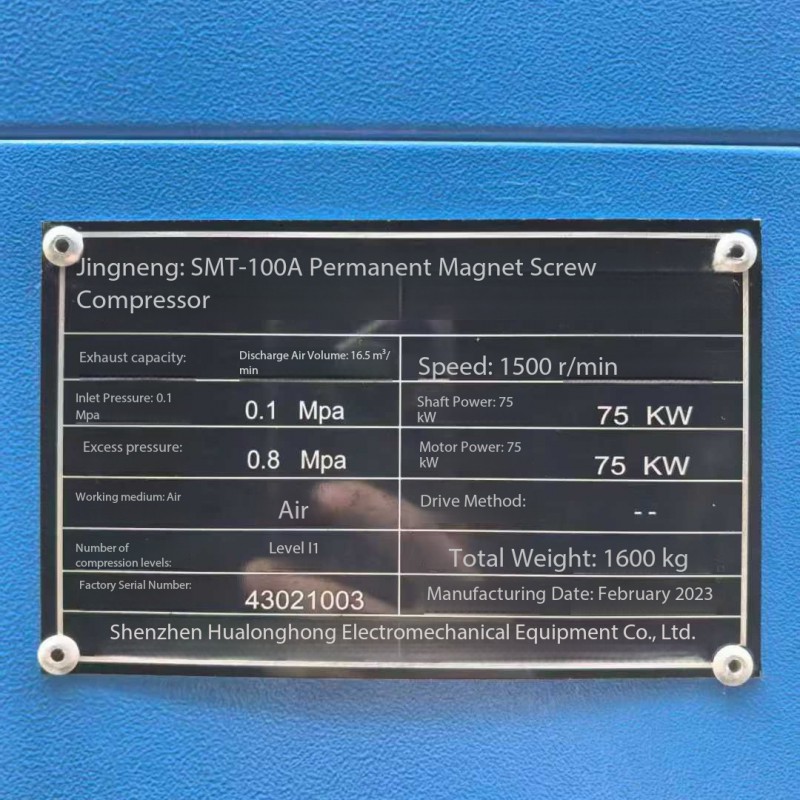 Jingneng: SMT-100A Permanent Magnet Screw
Compressor
Exhaust capacity:
Discharge Air Volume: 16.5 m³/
min
Speed: 1500 r/min
Inlet Pressure: 0.1
Mpa
0.1 Mpa
Shaft Power: 75
kW
75 KW
Excess pressure:
0.8 Mpa
Motor Power: 75
kW
75 KW
Working medium: Air
Air
Drive Method:
--
Number of
compression levels:
Level I1
Total Weight: 1600 kg
Factory Serial Number:
43021003
Manufacturing Date: February 2023
Shenzhen Hualonghong Electromechanical Equipment Co., Ltd.